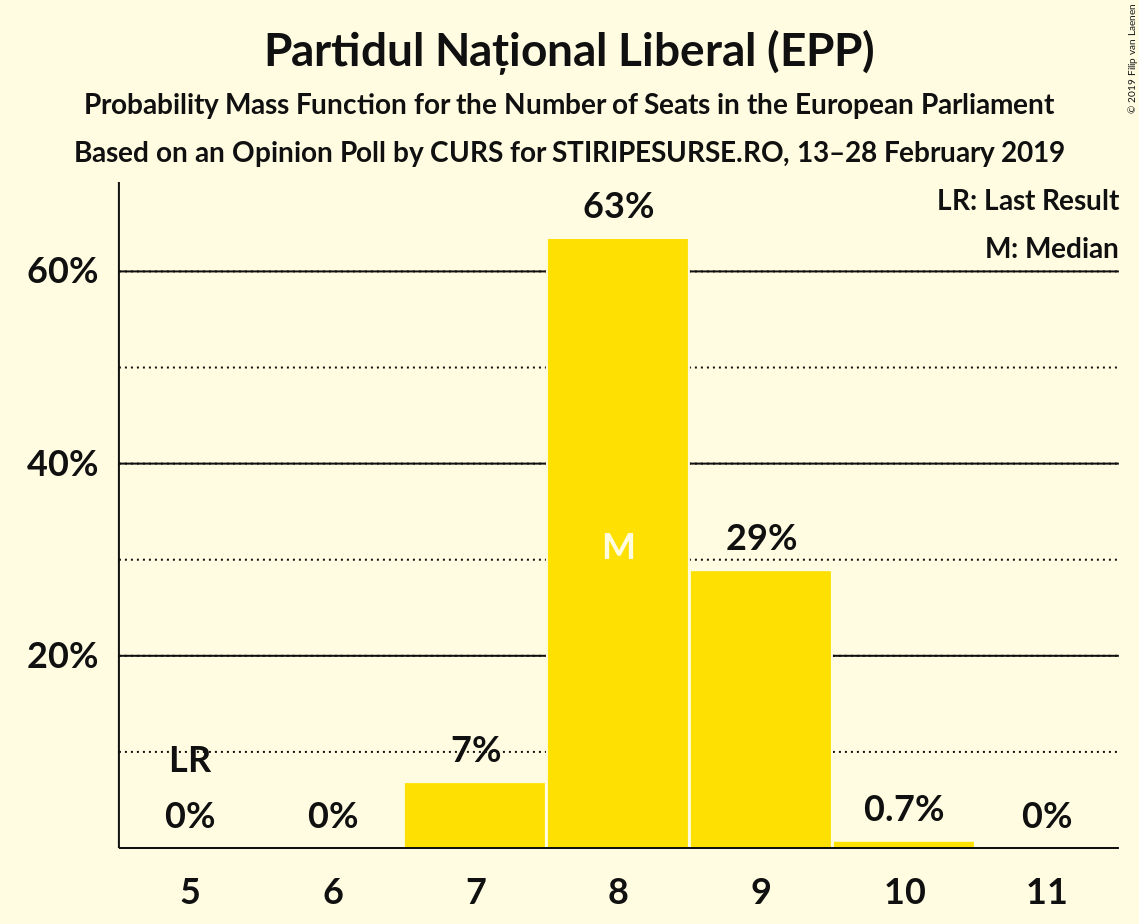 Partidul Național Liberal (EPP)
Probability Mass Function for the Number of Seats in the European Parliament
Based on an Opinion Poll by CURS for STIRIPESURSE.RO, 13–28 February 2019
© 2019 Filip van Laenen
LR: Last Result
M: Median
63%
60%
40%
M
29%
20%
LR
7%
0%
0%
0.7%
0%
5 6 7 8 9 10 11